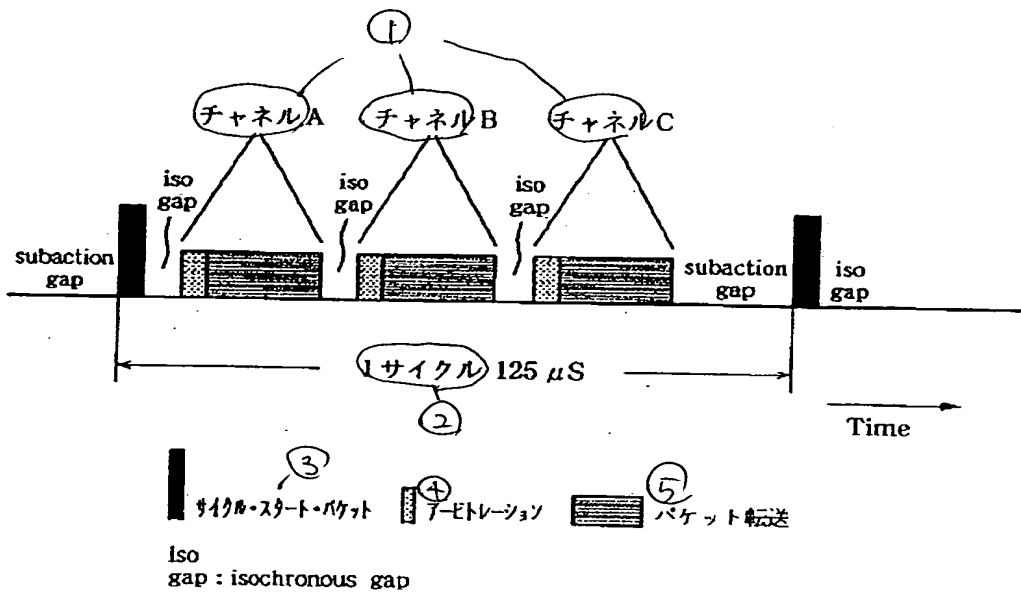 ①
チャネルA チャネルB チャネルC
iso gap iso gap iso gap
subaction gap subaction gap iso gap
1サイクル 125 μS
②
Time
③ ④ ⑤
サイクル・スタート・パケット アービトレーション パケット転送
iso
gap : isochronous gap